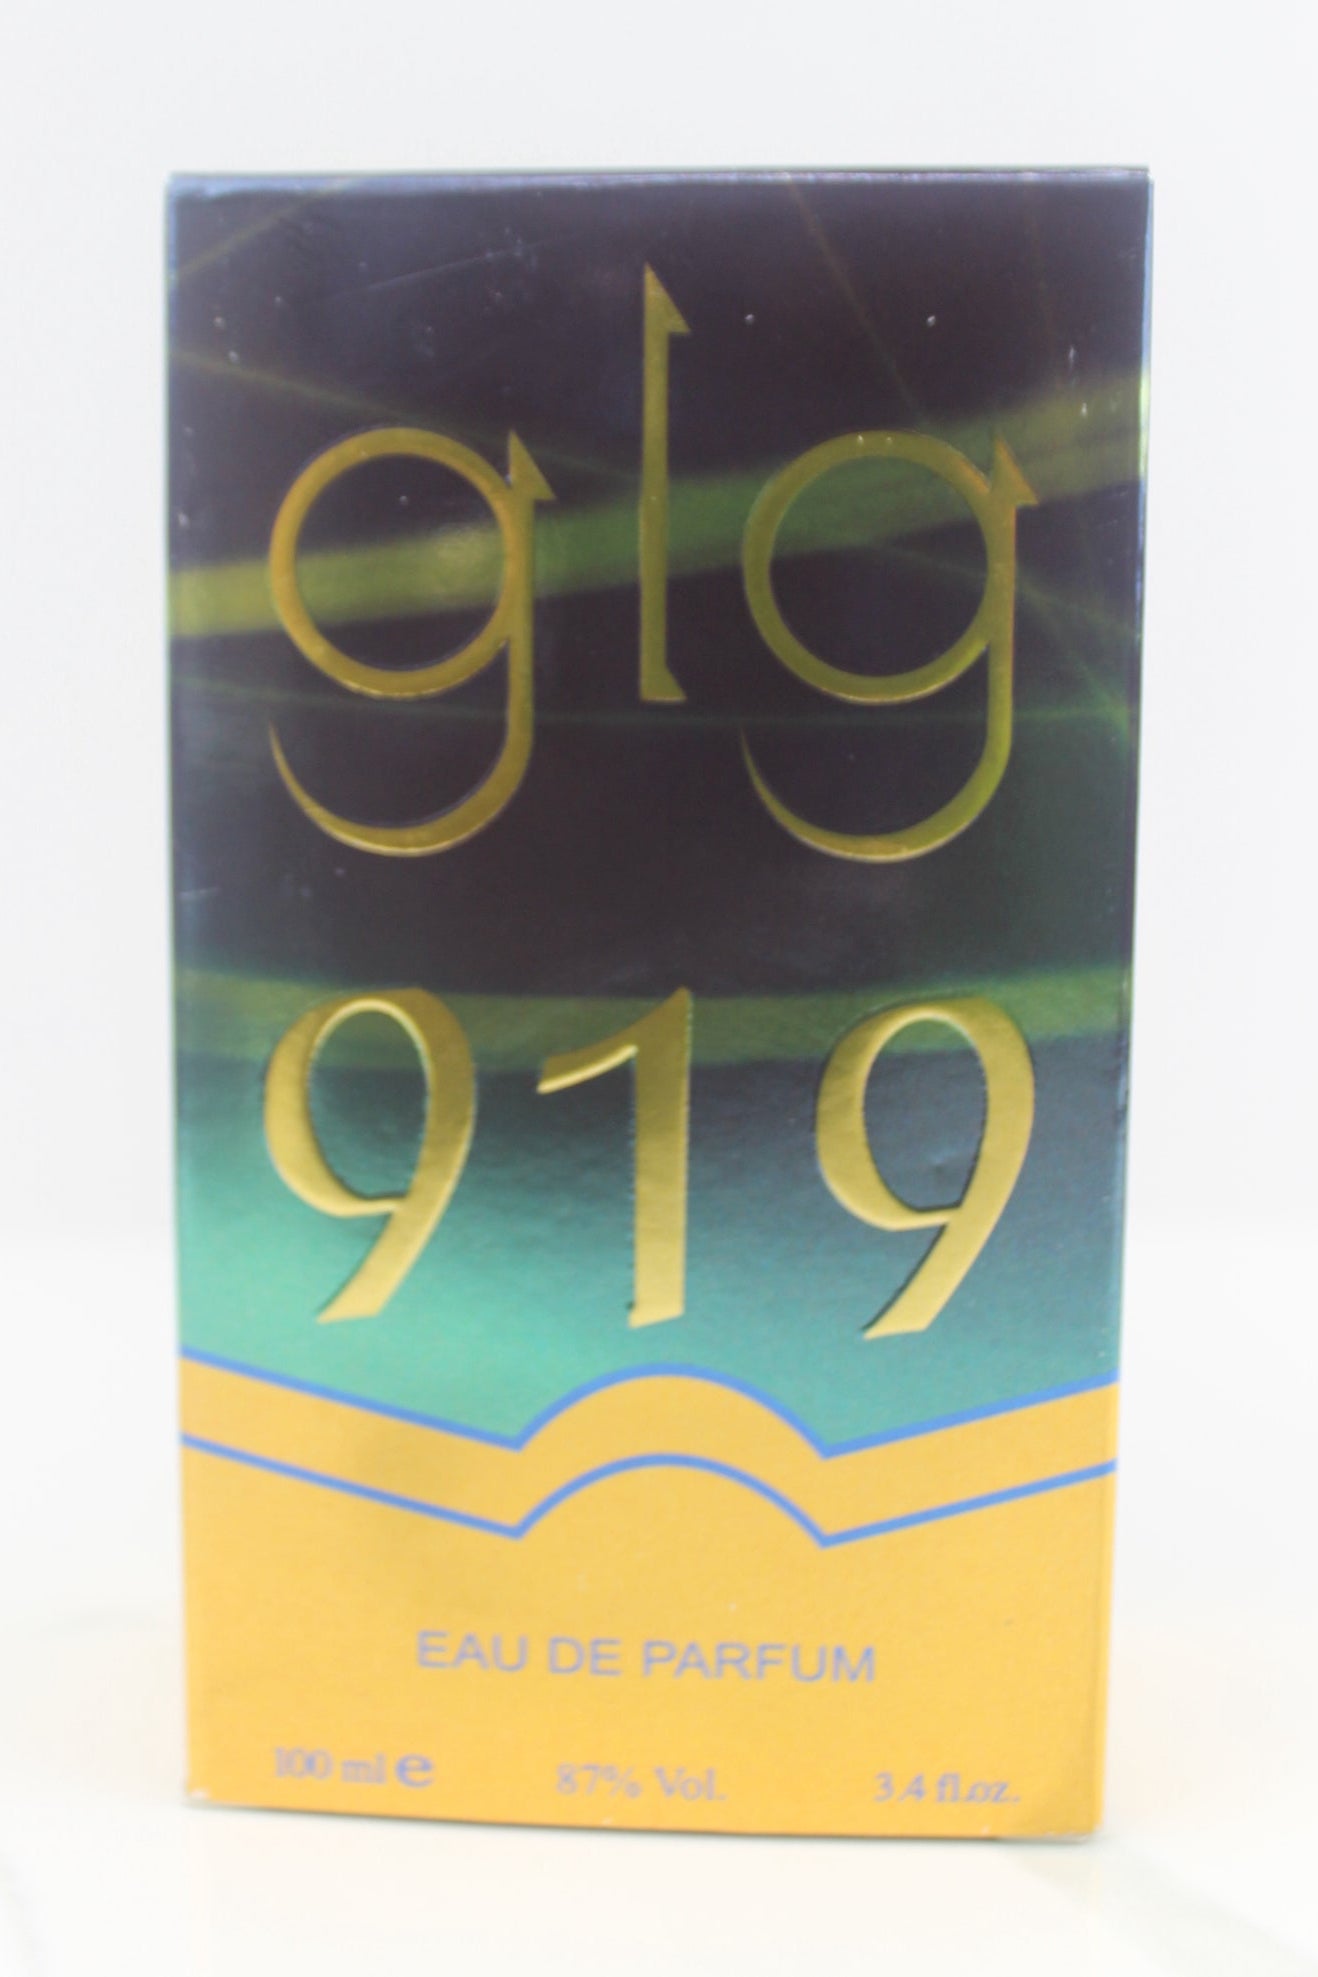 glg
919
EAU DE PARFUM
100 ml e 87% Vol. 3.4 fl.oz.